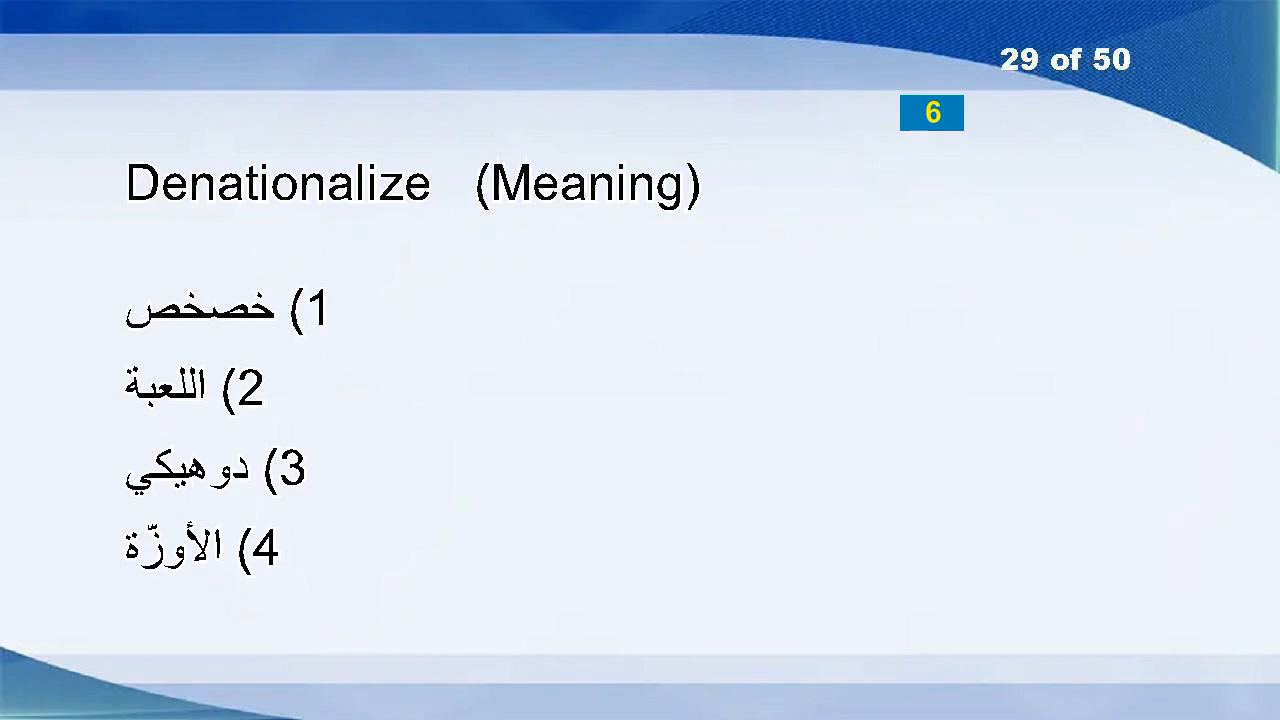 29 of 50
6
Denationalize (Meaning)
1) خصخص
2) اللعبة
3) دوهيكي
4) الأوزّة